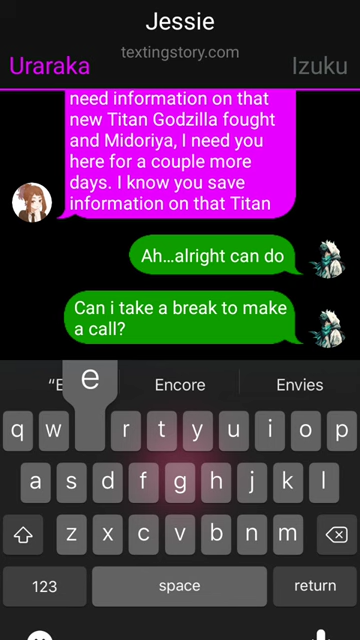 Jessie
textingstory.com
Uraraka
Izuku
need information on that
new Titan Godzilla fought
and Midoriya, I need you
here for a couple more
days. I know you save
information on that Titan
Ah...alright can do
Can i take a break to make
a call?
“E
e
Encore
Envies
q w r t y u i o p
a s d f g h j k l
z x c v b n m
123 space return